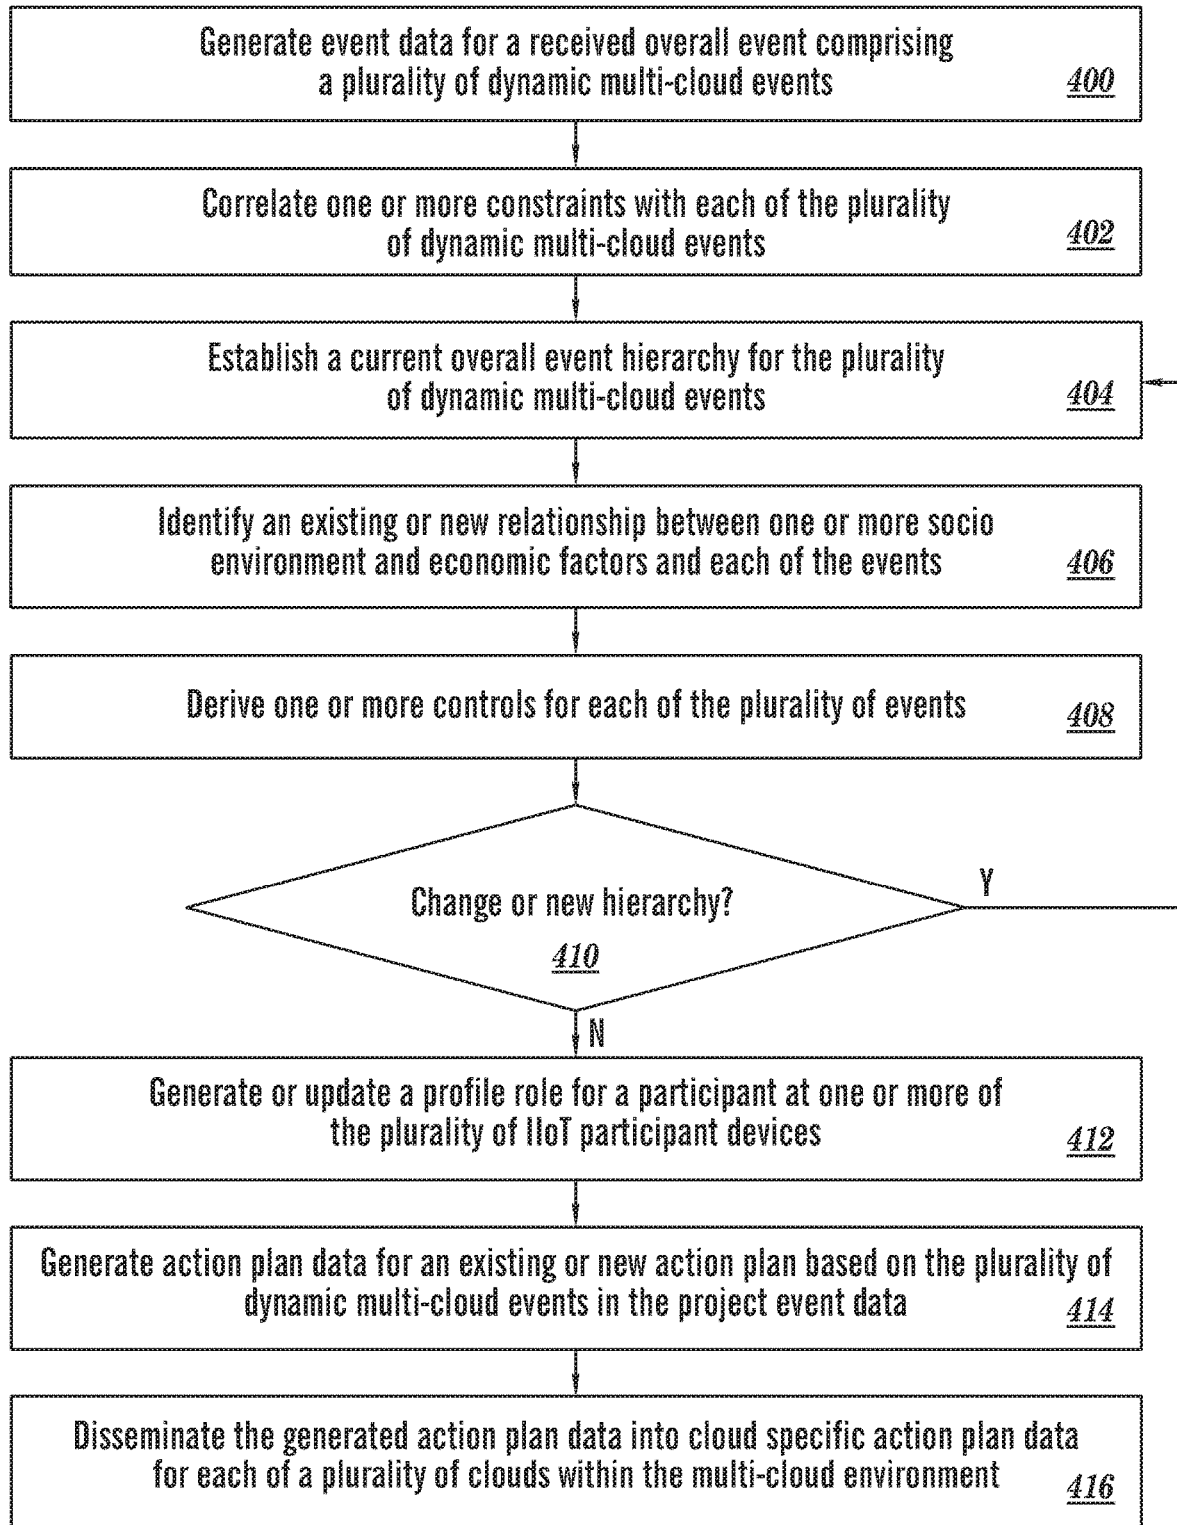 Generate event data for a received overall event comprising
a plurality of dynamic multi-cloud events
400
Correlate one or more constraints with each of the plurality
of dynamic multi-cloud events
402
Establish a current overall event hierarchy for the plurality
of dynamic multi-cloud events
404
Identify an existing or new relationship between one or more socio
environment and economic factors and each of the events
406
Derive one or more controls for each of the plurality of events
408
Change or new hierarchy?
410
Y
N
Generate or update a profile role for a participant at one or more of
the plurality of IIoT participant devices
412
Generate action plan data for an existing or new action plan based on the plurality of
dynamic multi-cloud events in the project event data
414
Disseminate the generated action plan data into cloud specific action plan data
for each of a plurality of clouds within the multi-cloud environment
416